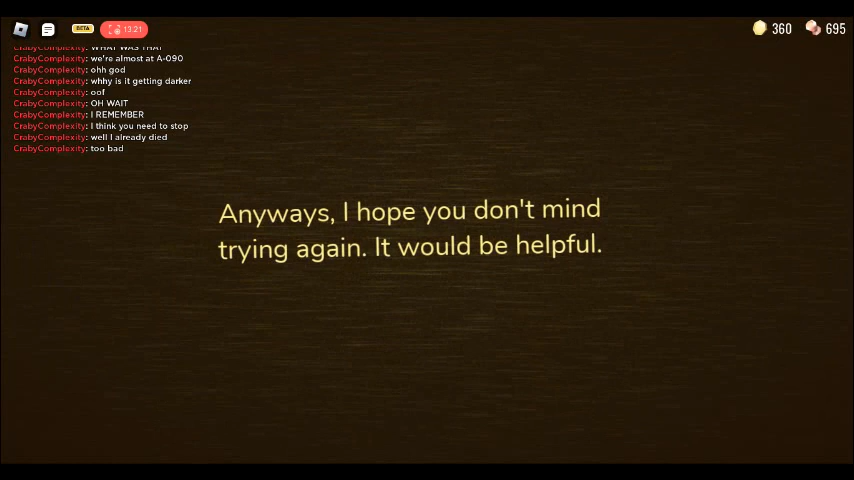 BETA
13:21
360
695
CrabyComplexity: WHAT WAS THAT
CrabyComplexity: we're almost at A-090
CrabyComplexity: ohh god
CrabyComplexity: whhy is it getting darker
CrabyComplexity: oof
CrabyComplexity: OH WAIT
CrabyComplexity: I REMEMBER
CrabyComplexity: I think you need to stop
CrabyComplexity: well I already died
CrabyComplexity: too bad
Anyways, I hope you don't mind
trying again. It would be helpful.